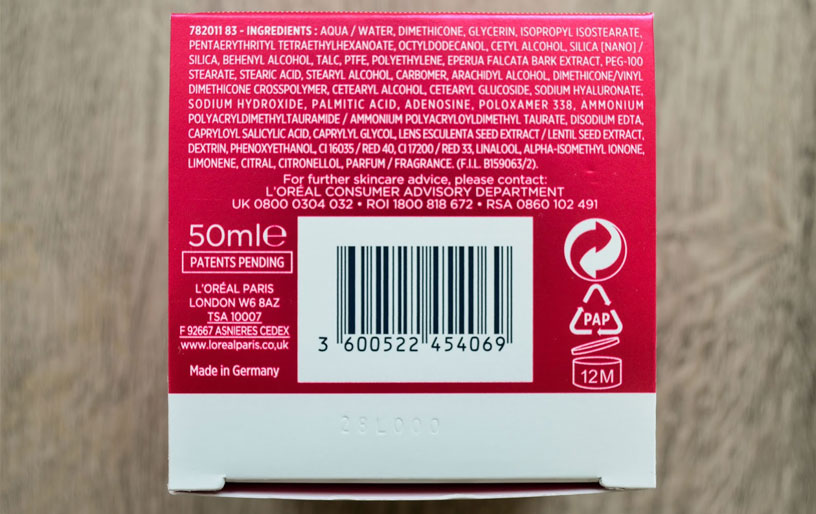 782011 83 - INGREDIENTS : AQUA / WATER, DIMETHICONE, GLYCERIN, ISOPROPYL ISOSTEARATE,
PENTAERYTHRITYL TETRAETHYLHEXANOATE, OCTYLDODECANOL, CETYL ALCOHOL, SILICA [NANO] /
SILICA, BEHENYL ALCOHOL, TALC, PTFE, POLYETHYLENE, EPERUA FALCATA BARK EXTRACT, PEG-100
STEARATE, STEARIC ACID, STEARYL ALCOHOL, CARBOMER, ARACHIDYL ALCOHOL, DIMETHICONE/VINYL
DIMETHICONE CROSSPOLYMER, CETEARYL ALCOHOL, CETEARYL GLUCOSIDE, SODIUM HYALURONATE,
SODIUM HYDROXIDE, PALMITIC ACID, ADENOSINE, POLOXAMER 338, AMMONIUM
POLYACRYLDIMETHYLTAURAMIDE / AMMONIUM POLYACRYLOYLDIMETHYL TAURATE, DISODIUM EDTA,
CAPRYLOYL SALICYLIC ACID, CAPRYLYL GLYCOL, LENS ESCULENTA SEED EXTRACT / LENTIL SEED EXTRACT,
DEXTRIN, PHENOXYETHANOL, CI 16035 / RED 40, CI 17200 / RED 33, LINALOOL, ALPHA-ISOMETHYL IONONE,
LIMONENE, CITRAL, CITRONELLOL, PARFUM / FRAGRANCE. (F.I.L. B159063/2).
For further skincare advice, please contact:
L'ORÉAL CONSUMER ADVISORY DEPARTMENT
UK 0800 0304 032 • ROI 1800 818 672 • RSA 0860 102 491
50ml℮
PATENTS PENDING
L'ORÉAL PARIS
LONDON W6 8AZ
TSA 10007
F 92667 ASNIERES CEDEX
www.lorealparis.co.uk
Made in Germany
3 600522 454069
PAP
12M
28L000